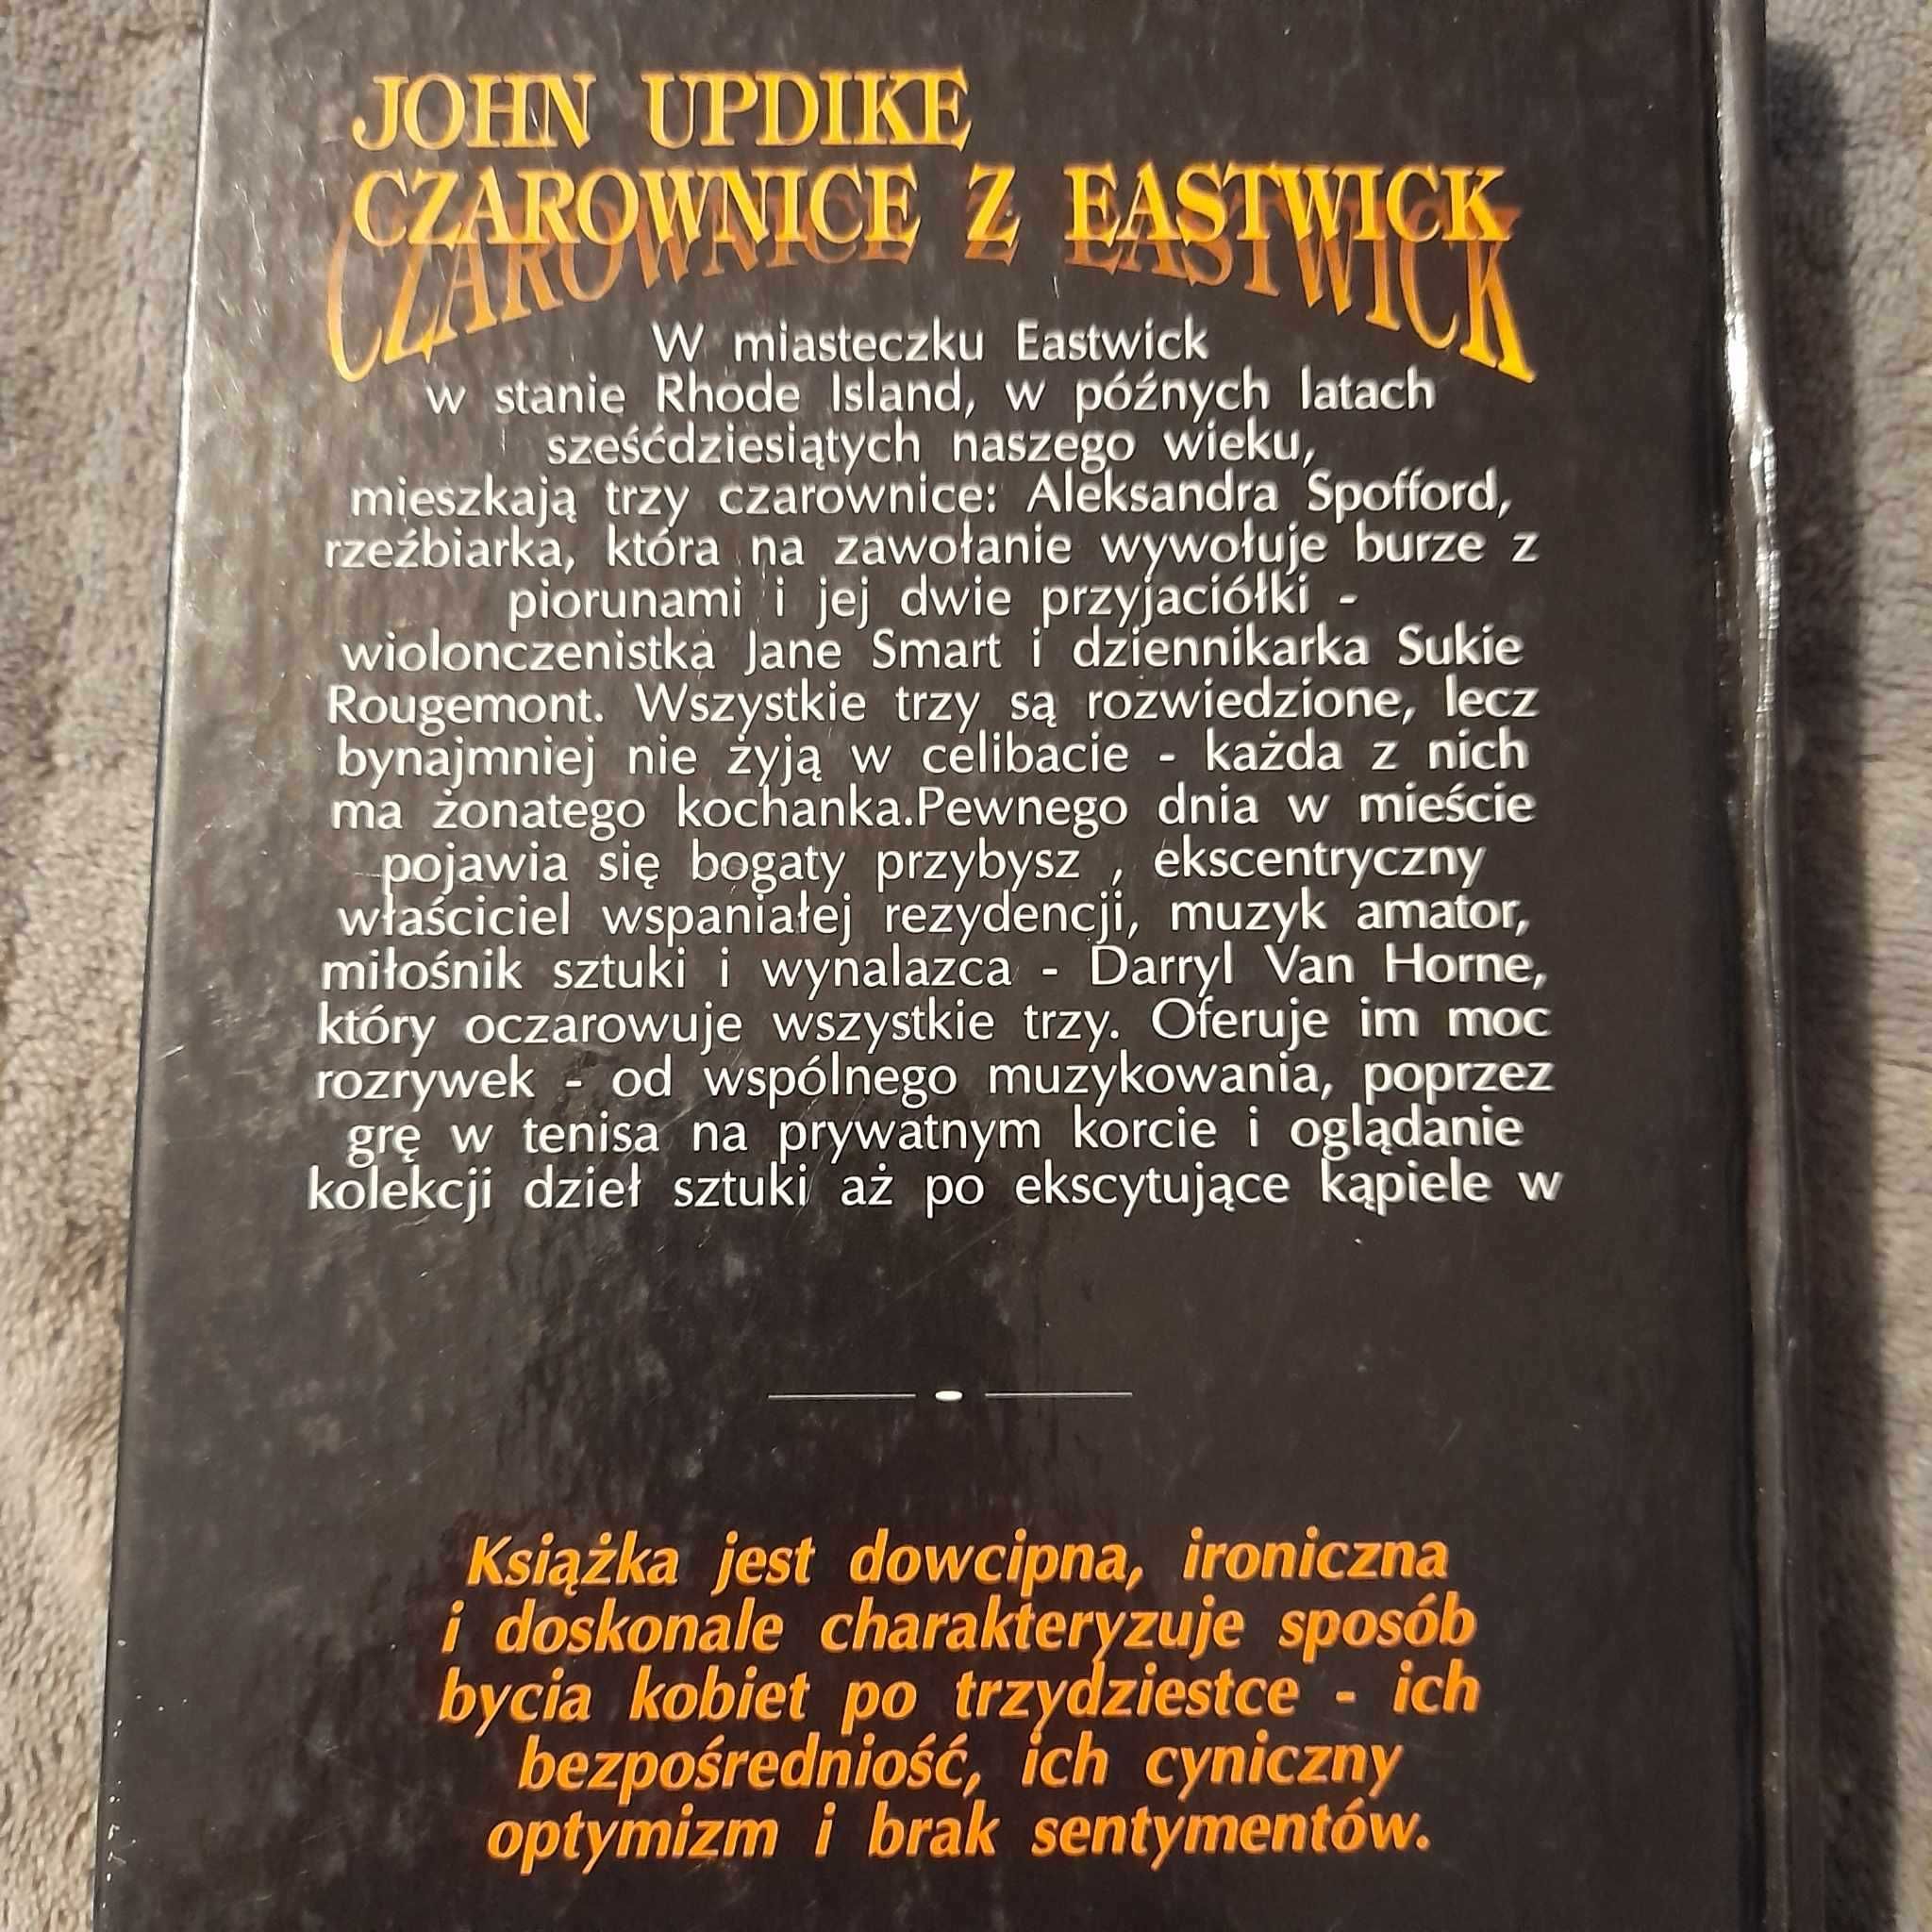 JOHN UPDIKE
CZAROWNICE Z EASTWICK
W miasteczku Eastwick
w stanie Rhode Island, w późnych latach
sześćdziesiątych naszego wieku,
mieszkają trzy czarownice: Aleksandra Spofford,
rzeźbiarka, która na zawołanie wywołuje burze z
piorunami i jej dwie przyjaciółki -
wiolonczenistka Jane Smart i dziennikarka Sukie
Rougemont. Wszystkie trzy są rozwiedzione, lecz
bynajmniej nie żyją w celibacie - każda z nich
ma żonatego kochanka.Pewnego dnia w mieście
pojawia się bogaty przybysz , ekscentryczny
właściciel wspaniałej rezydencji, muzyk amator,
miłośnik sztuki i wynalazca - Darryl Van Horne,
który oczarowuje wszystkie trzy. Oferuje im moc
rozrywek - od wspólnego muzykowania, poprzez
grę w tenisa na prywatnym korcie i oglądanie
kolekcji dzieł sztuki aż po ekscytujące kąpiele w
Książka jest dowcipna, ironiczna
i doskonale charakteryzuje sposób
bycia kobiet po trzydziestce - ich
bezpośredniość, ich cyniczny
optymizm i brak sentymentów.